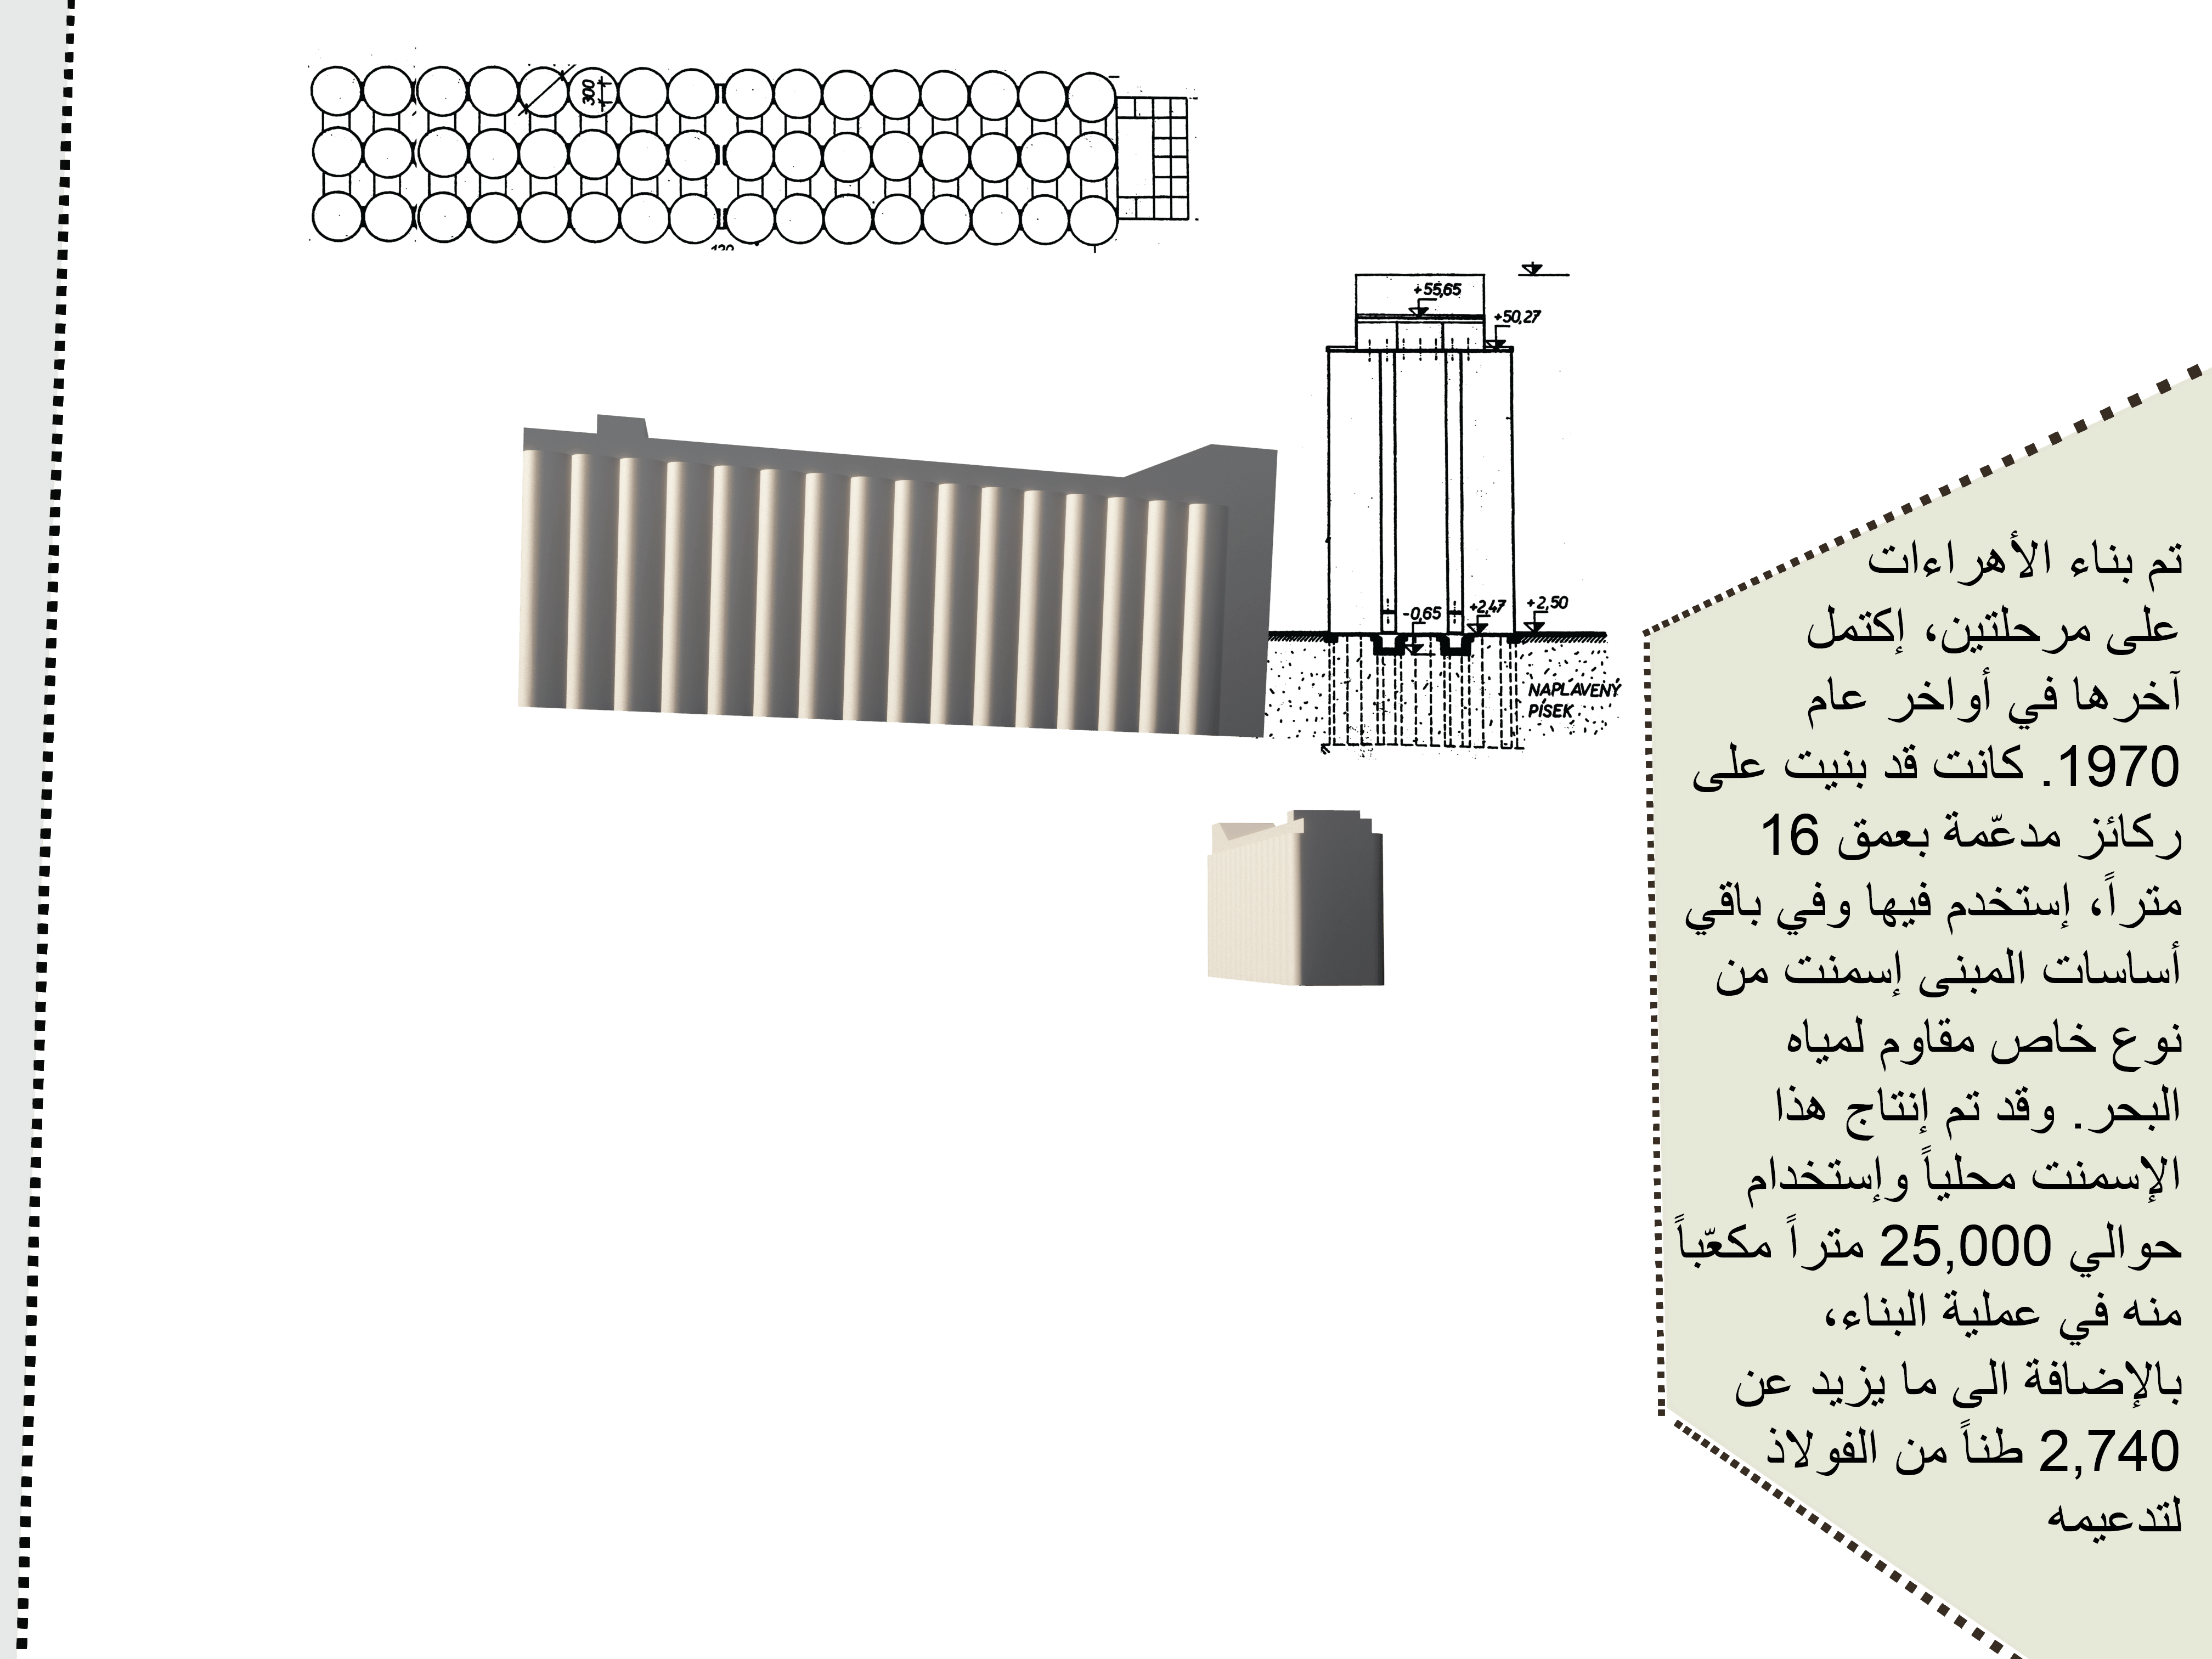 300
120
+55,65
+50,27
-0,65
+2,47
+2,50
NAPLAVENÝ
PÍSEK
تم بناء الأهراءات
على مرحلتين، إكتمل
آخرها في أواخر عام
1970. كانت قد بنيت على
ركائز مدعّمة بعمق 16
متراً، إستخدم فيها وفي باقي
أساسات المبنى إسمنت من
نوع خاص مقاوم لمياه
البحر. وقد تم إنتاج هذا
الإسمنت محلياً وإستخدام
حوالي 25,000 متراً مكعّباً
منه في عملية البناء،
بالإضافة الى ما يزيد عن
2,740 طناً من الفولاذ
لتدعيمه